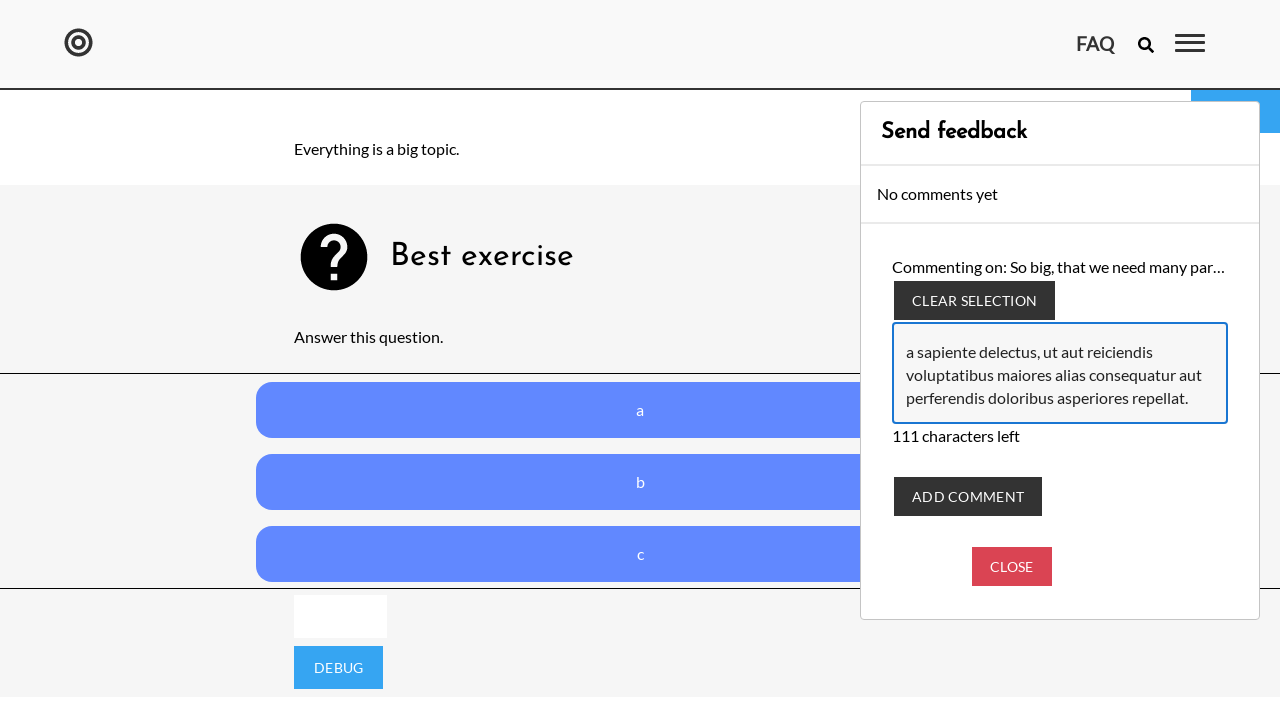 FAQ
Send feedback
Everything is a big topic.
No comments yet
Best exercise
Commenting on: So big, that we need many par…
CLEAR SELECTION
Answer this question.
a sapiente delectus, ut aut reiciendis
voluptatibus maiores alias consequatur aut
perferendis doloribus asperiores repellat.
a
111 characters left
b
ADD COMMENT
c
CLOSE
DEBUG